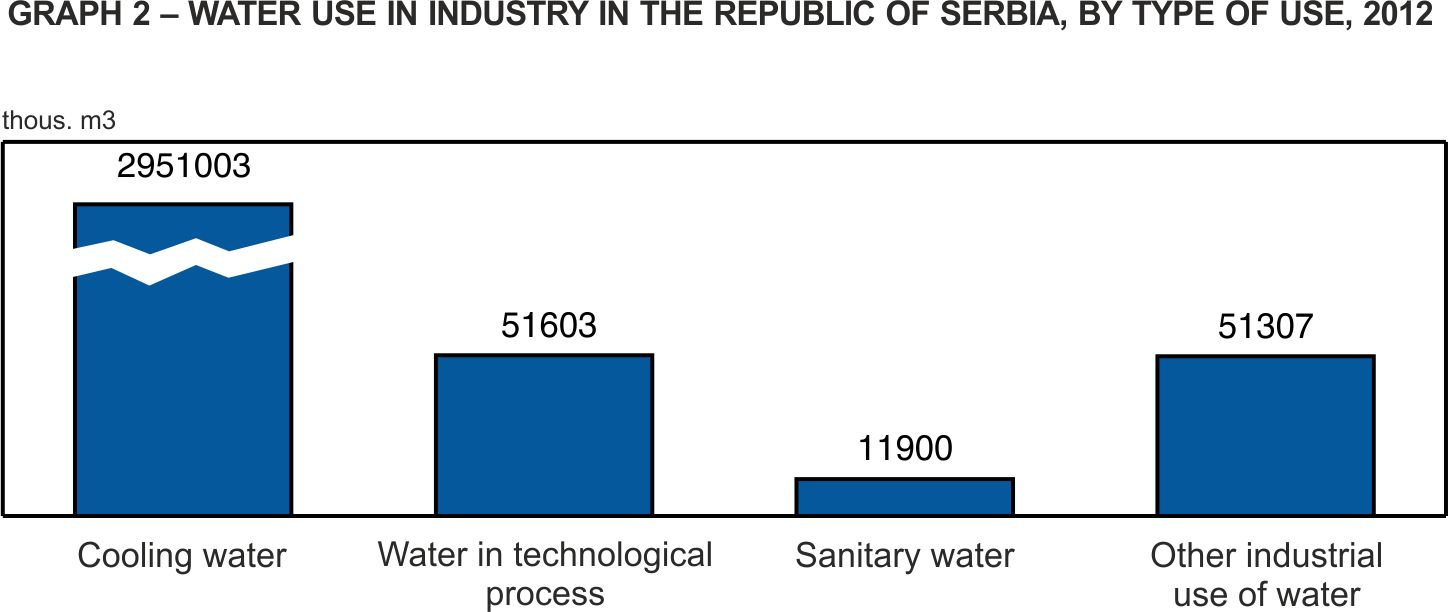 GRAPH 2 – WATER USE IN INDUSTRY IN THE REPUBLIC OF SERBIA, BY TYPE OF USE, 2012
thous. m3
2951003
51603
11900
51307
Cooling water
Water in technological
process
Sanitary water
Other industrial
use of water